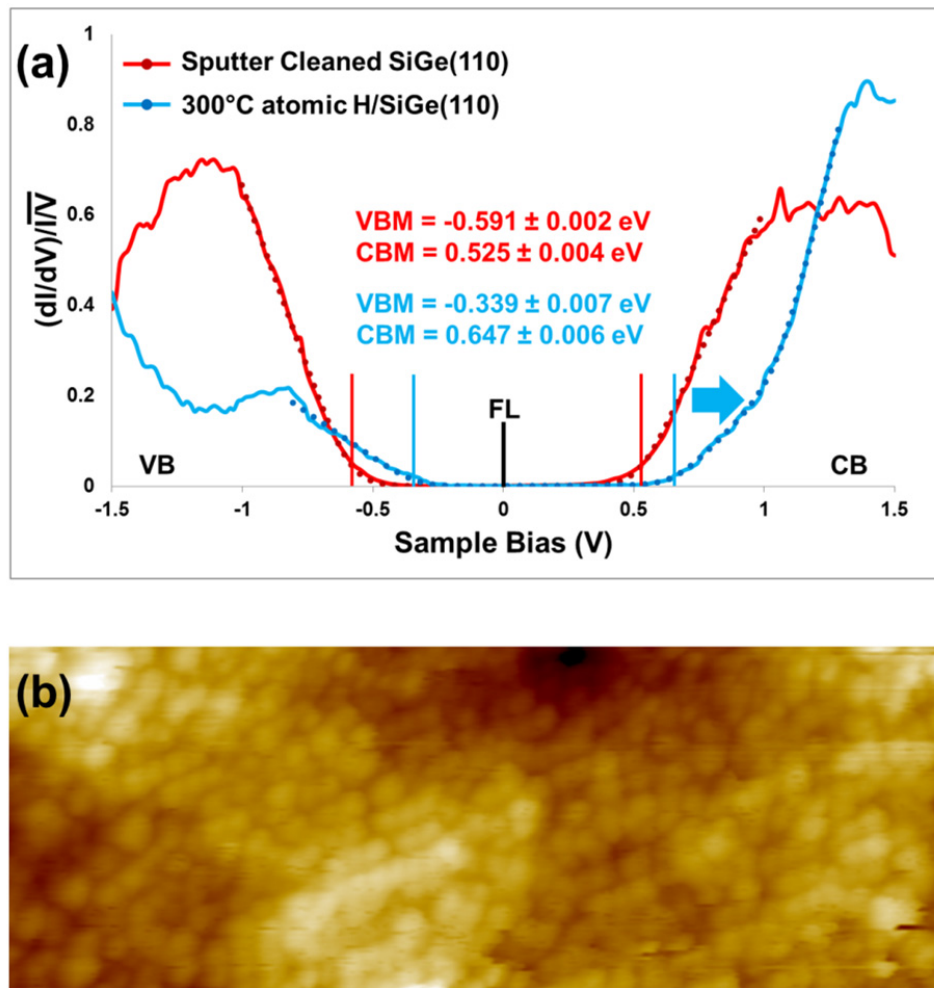 (a)
Sputter Cleaned SiGe(110)
300°C atomic H/SiGe(110)
(dI/dV)/I/V
1
0.8
0.6
0.4
0.2
0
VBM = -0.591 ± 0.002 eV
CBM = 0.525 ± 0.004 eV
VBM = -0.339 ± 0.007 eV
CBM = 0.647 ± 0.006 eV
FL
VB
CB
-1.5 -1 -0.5 0 0.5 1 1.5
Sample Bias (V)
(b)